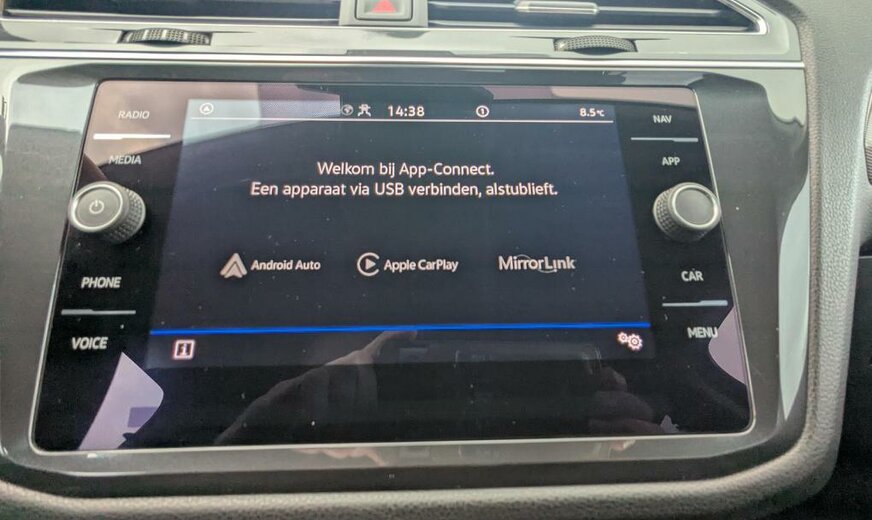 RADIO
MEDIA
PHONE
VOICE
14:38
1
8.5°C
Welkom bij App-Connect.
Een apparaat via USB verbinden, alstublieft.
Android Auto
Apple CarPlay
MirrorLink
i
NAV
APP
CAR
MENU